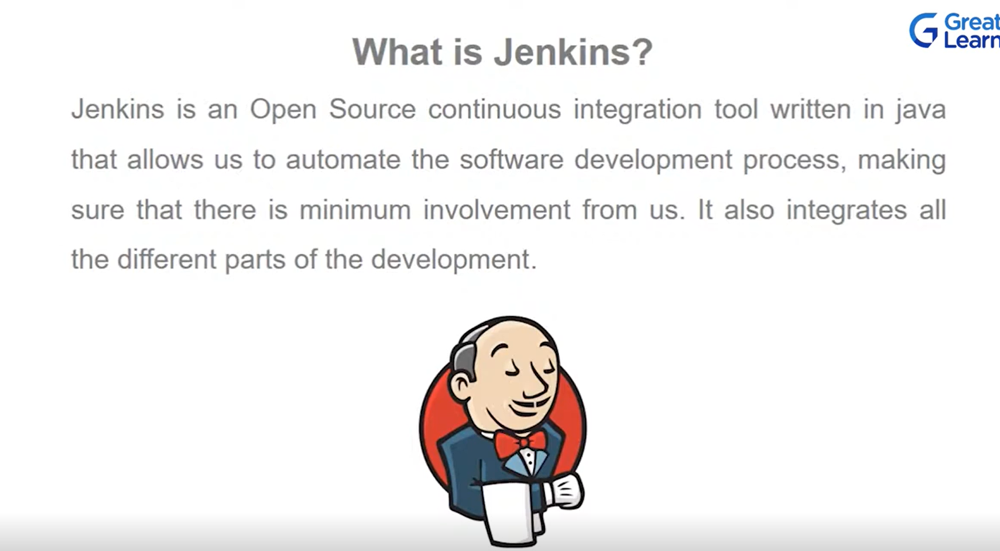 Great
Learn
What is Jenkins?
Jenkins is an Open Source continuous integration tool written in java
that allows us to automate the software development process, making
sure that there is minimum involvement from us. It also integrates all
the different parts of the development.